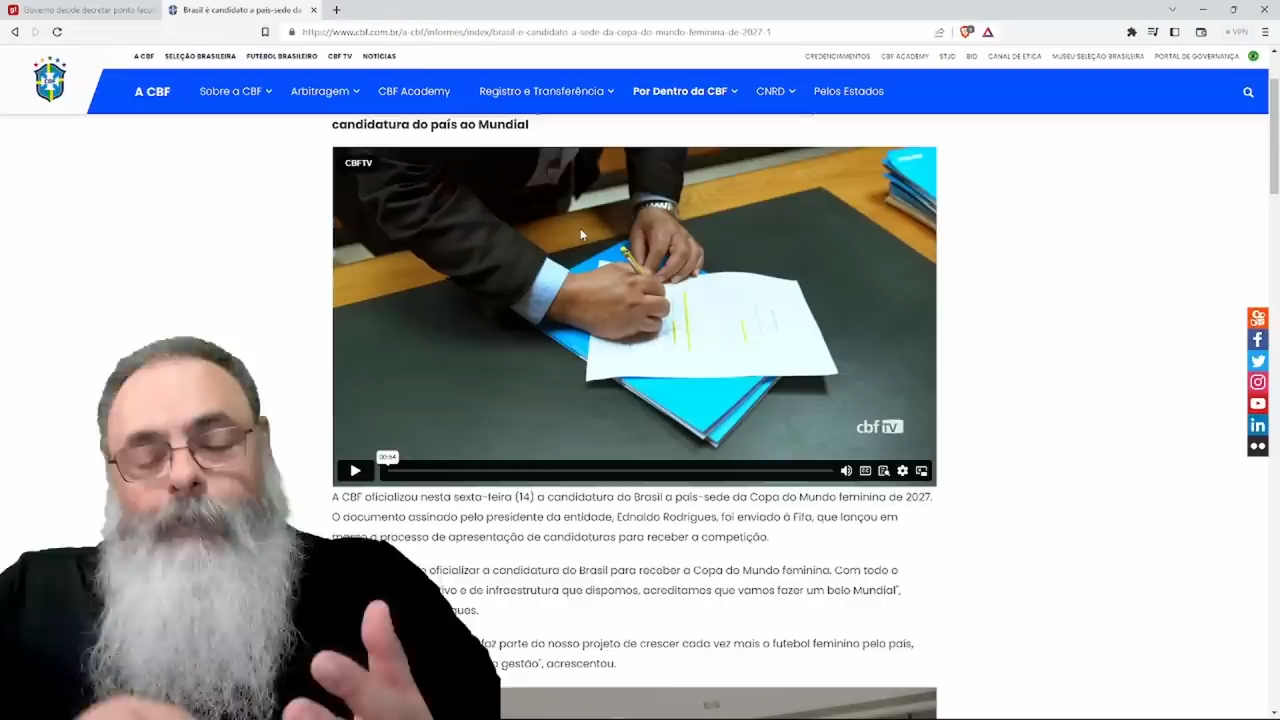 Governo decide decretar ponto facul
Brasil é candidato a país-sede da
https://www.cbf.com.br/a-cbf/informes/index/brasil-e-candidato-a-sede-da-copa-do-mundo-feminina-de-2027-1
VPN
A CBF SELEÇÃO BRASILEIRA FUTEBOL BRASILEIRO CBF TV NOTÍCIAS
CREDENCIAMENTOS CBF ACADEMY STJD BID CANAL DE ÉTICA MUSEU SELEÇÃO BRASILEIRA PORTAL DE GOVERNANÇA
A CBF Sobre a CBF Arbitragem CBF Academy Registro e Transferência Por Dentro da CBF CNRD Pelos Estados
candidatura do país ao Mundial
CBFTV
cbf TV
00:54
A CBF oficializou nesta sexta-feira (14) a candidatura do Brasil a país-sede da Copa do Mundo feminina de 2027.
O documento assinado pelo presidente da entidade, Ednaldo Rodrigues, foi enviado à Fifa, que lançou em
março o processo de apresentação de candidaturas para receber a competição.
oficializar a candidatura do Brasil para receber a Copa do Mundo feminina. Com todo o
ivo e de infraestrutura que dispomos, acreditamos que vamos fazer um belo Mundial",
gues.
faz parte do nosso projeto de crescer cada vez mais o futebol feminino pelo país,
gestão", acrescentou.